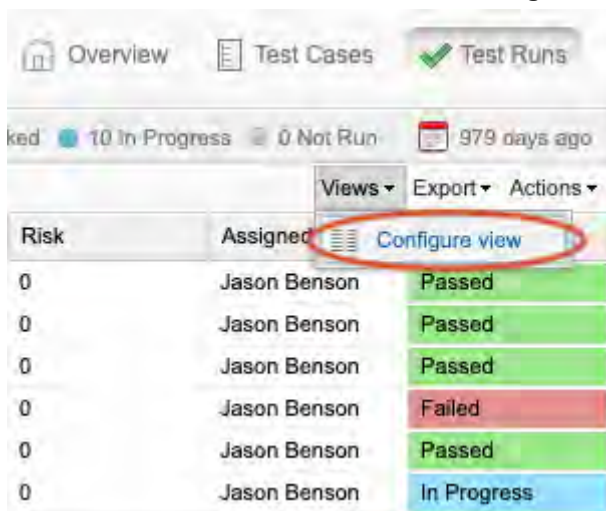 Overview Test Cases Test Runs
ked 10 In Progress 0 Not Run 979 days ago
Views Export Actions
Risk Assigned Configure view
0 Jason Benson Passed
0 Jason Benson Passed
0 Jason Benson Passed
0 Jason Benson Failed
0 Jason Benson Passed
0 Jason Benson In Progress